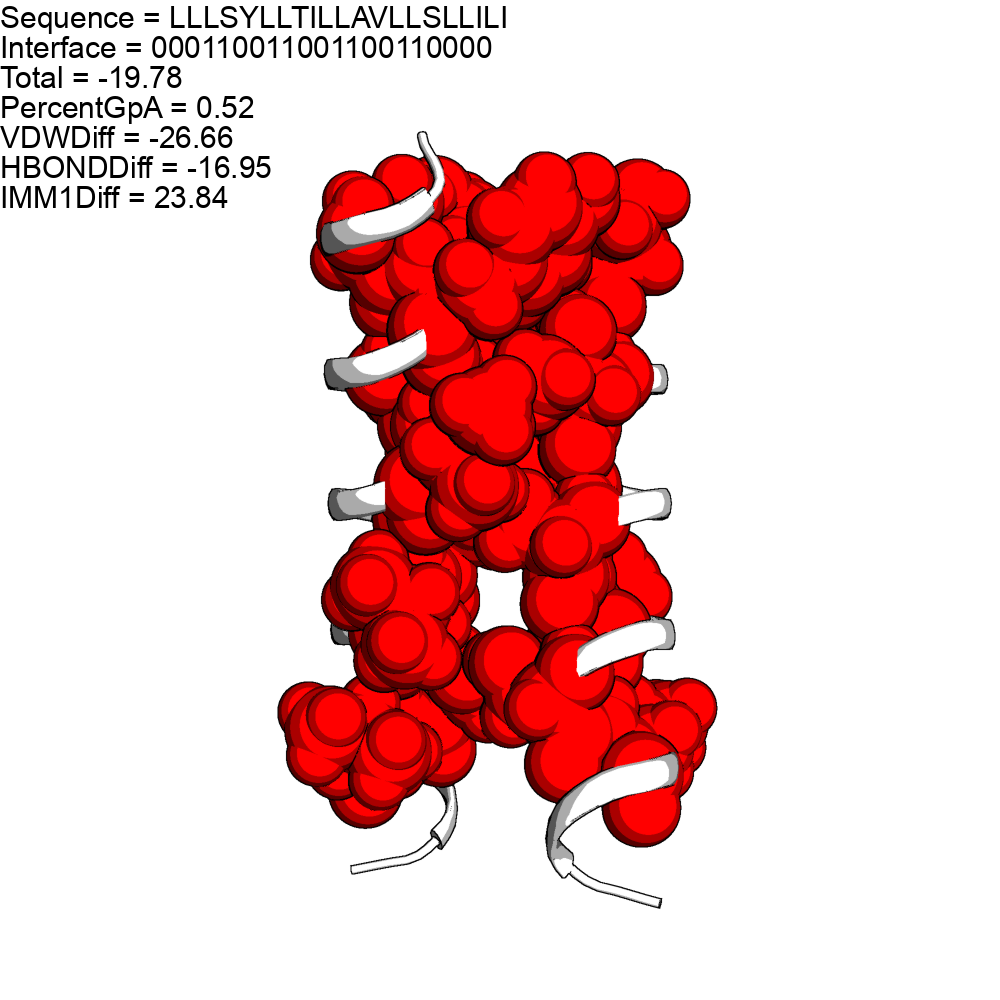 Sequence = LLLSYLLTILLAVLLSLLILI
Interface = 000110011001100110000
Total = -19.78
PercentGpA = 0.52
VDWDiff = -26.66
HBONDDiff = -16.95
IMM1Diff = 23.84